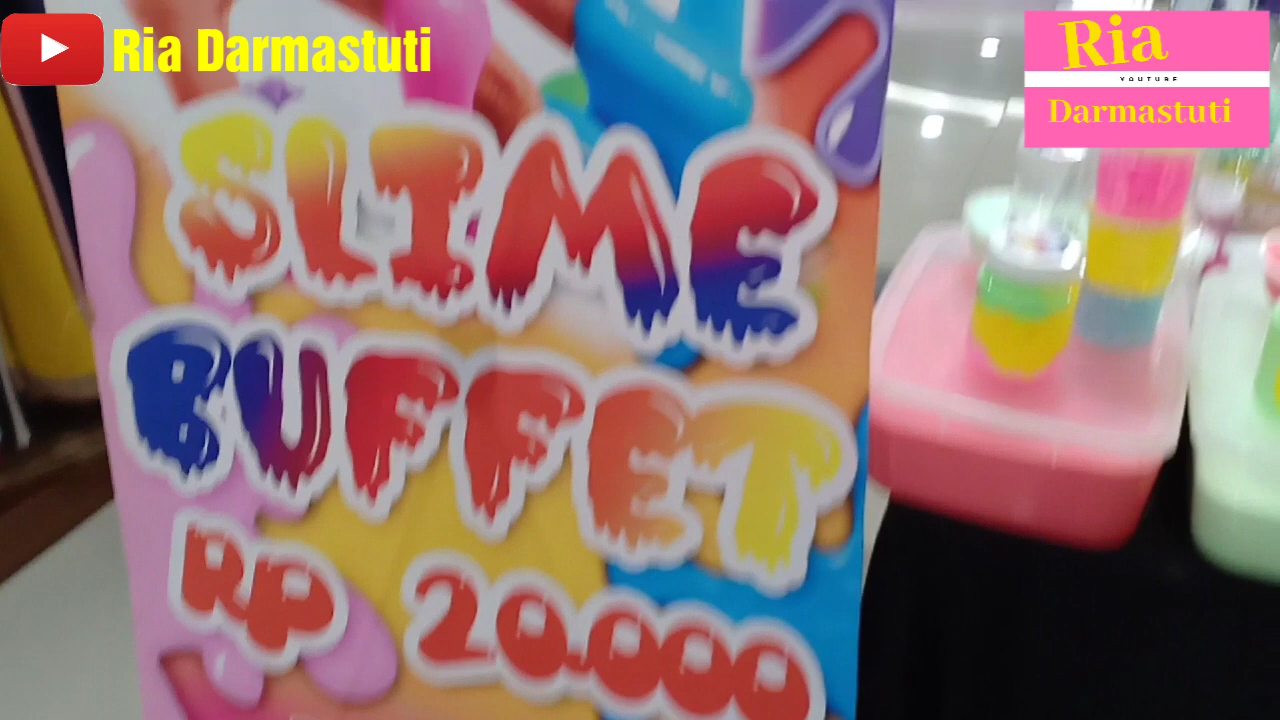 Ria Darmastuti
Ria
YOUTUBE
Darmastuti
SLIME
BUFFET
RP 20.000